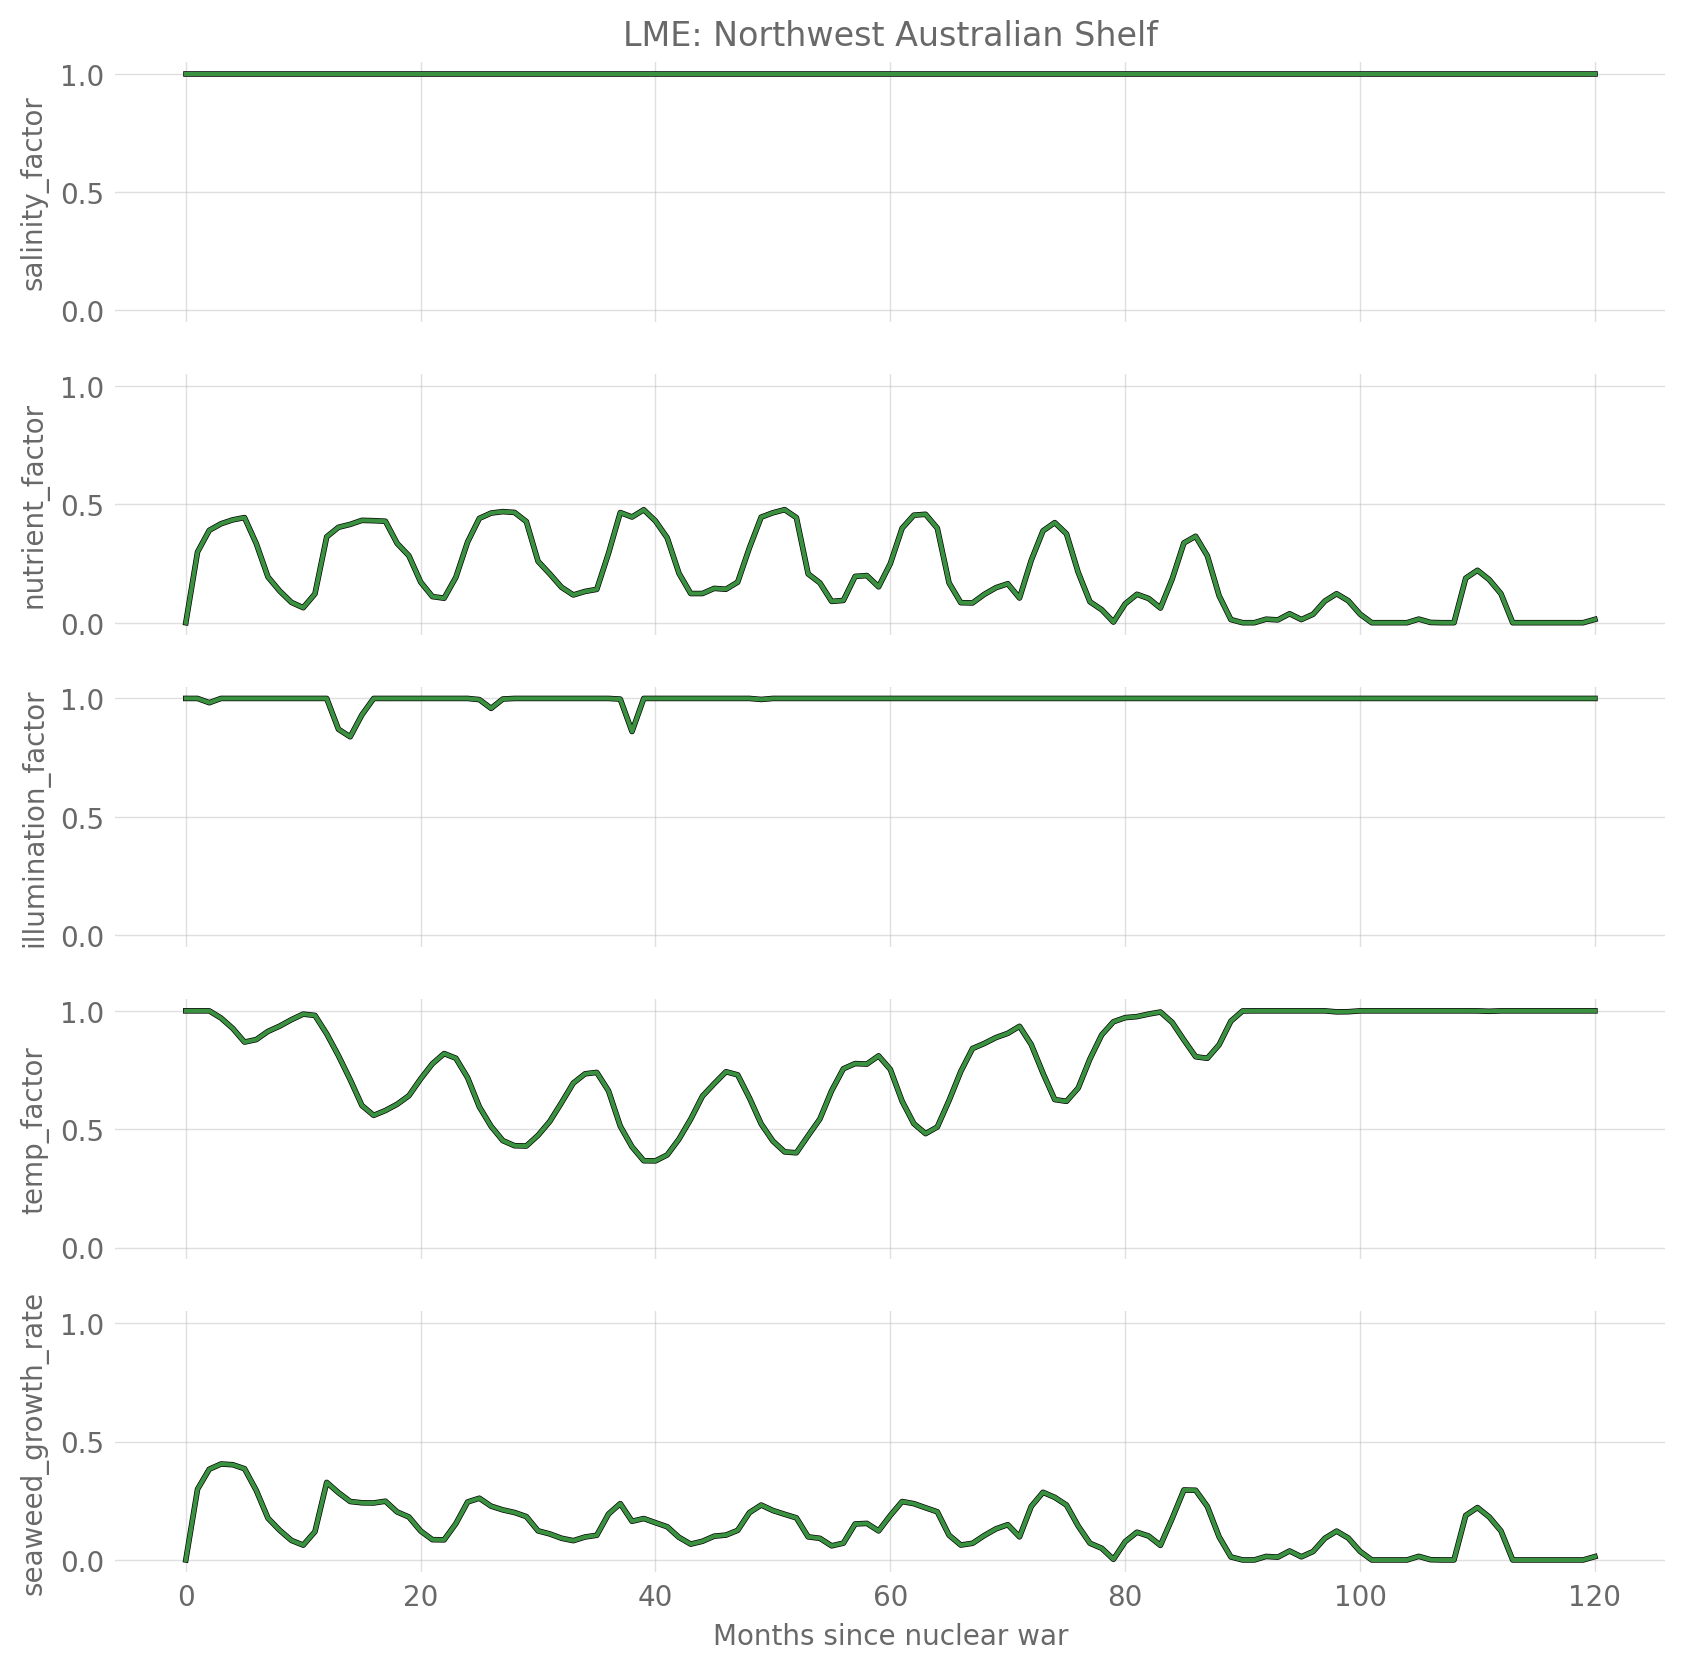 LME: Northwest Australian Shelf
1.0
0.5
0.0
salinity_factor
1.0
0.5
0.0
nutrient_factor
1.0
0.5
0.0
illumination_factor
1.0
0.5
0.0
temp_factor
1.0
0.5
0.0
seaweed_growth_rate
0 20 40 60 80 100 120
Months since nuclear war